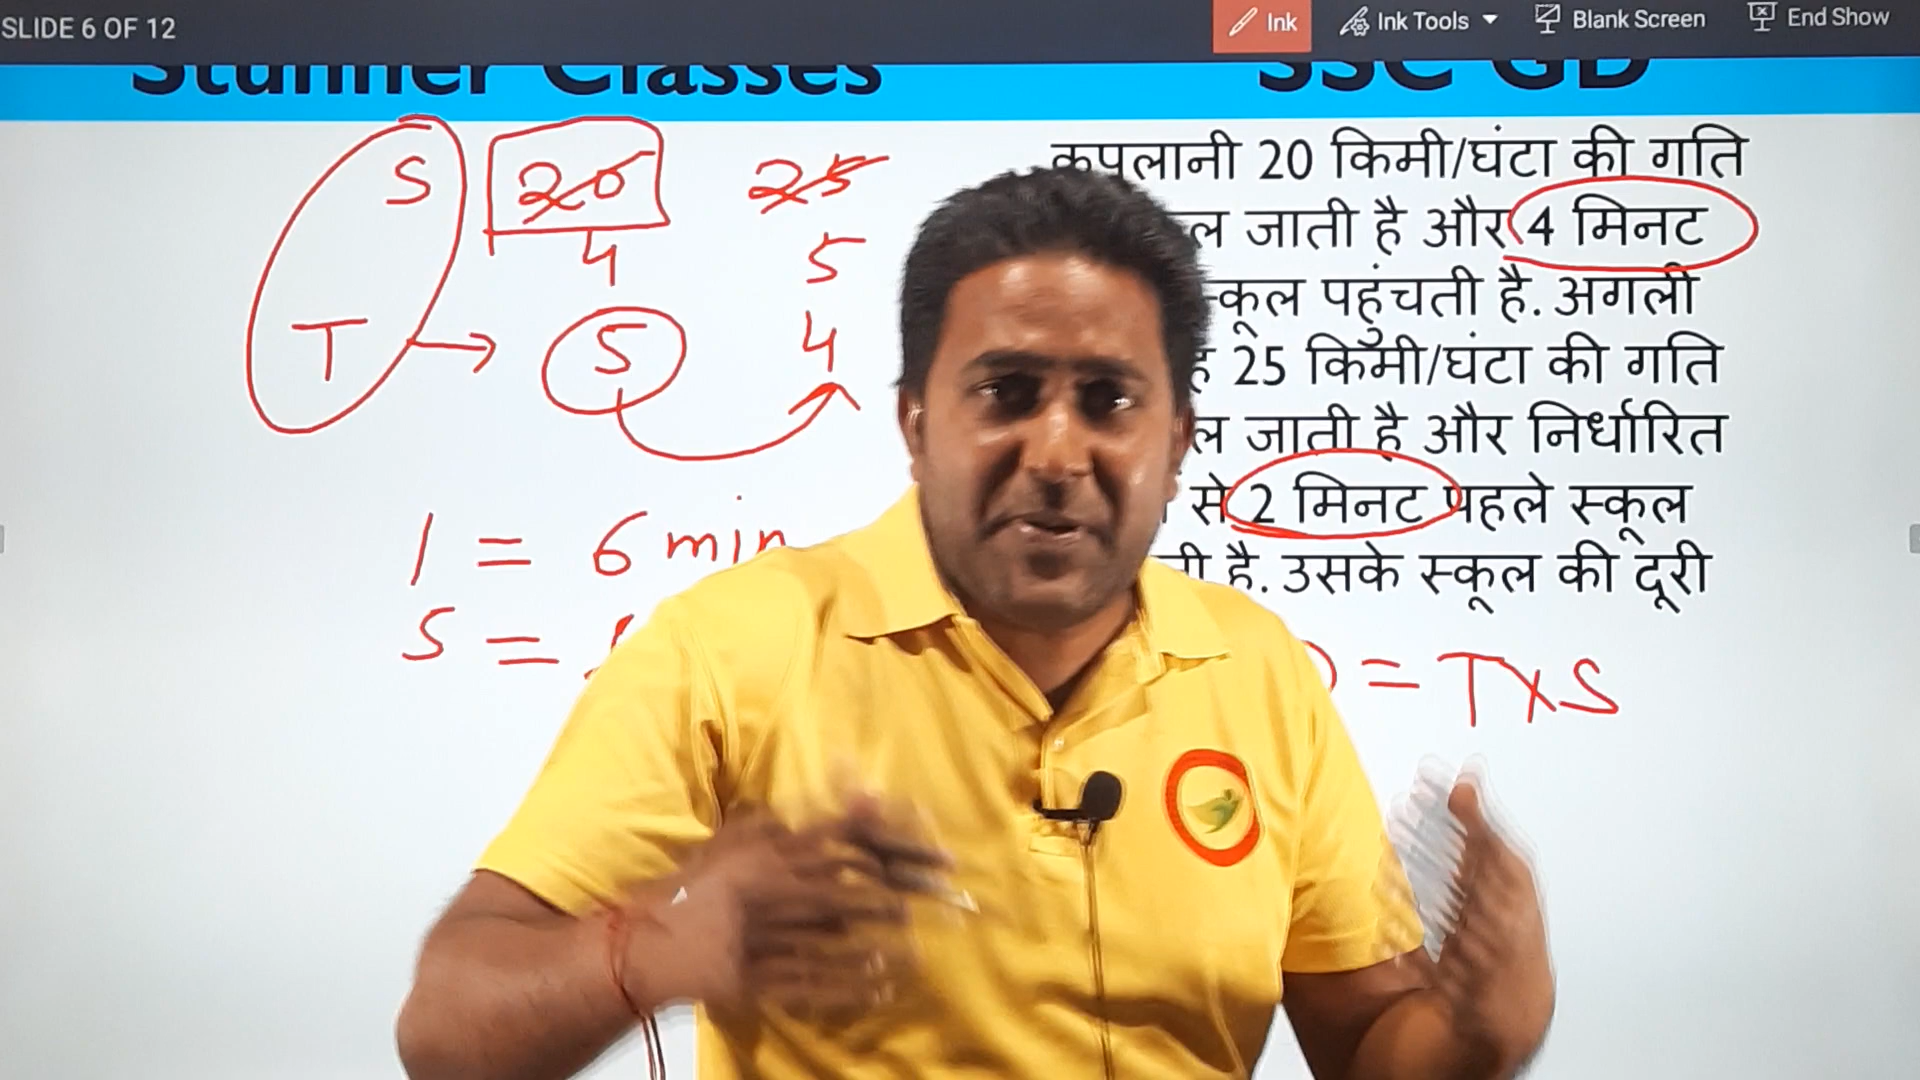 SLIDE 6 OF 12
Ink
Ink Tools
Blank Screen
End Show
Stunner Classes
SSC GD
S 20 25
4 5
T → 5 4
1 = 6 min
5 =
कृपलानी 20 किमी/घंटा की गति
जाती है और 4 मिनट
स्कूल पहुंचती है. अगली
25 किमी/घंटा की गति
जाती है और निर्धारित
से 2 मिनट पहले स्कूल
है. उसके स्कूल की दूरी
= T×S